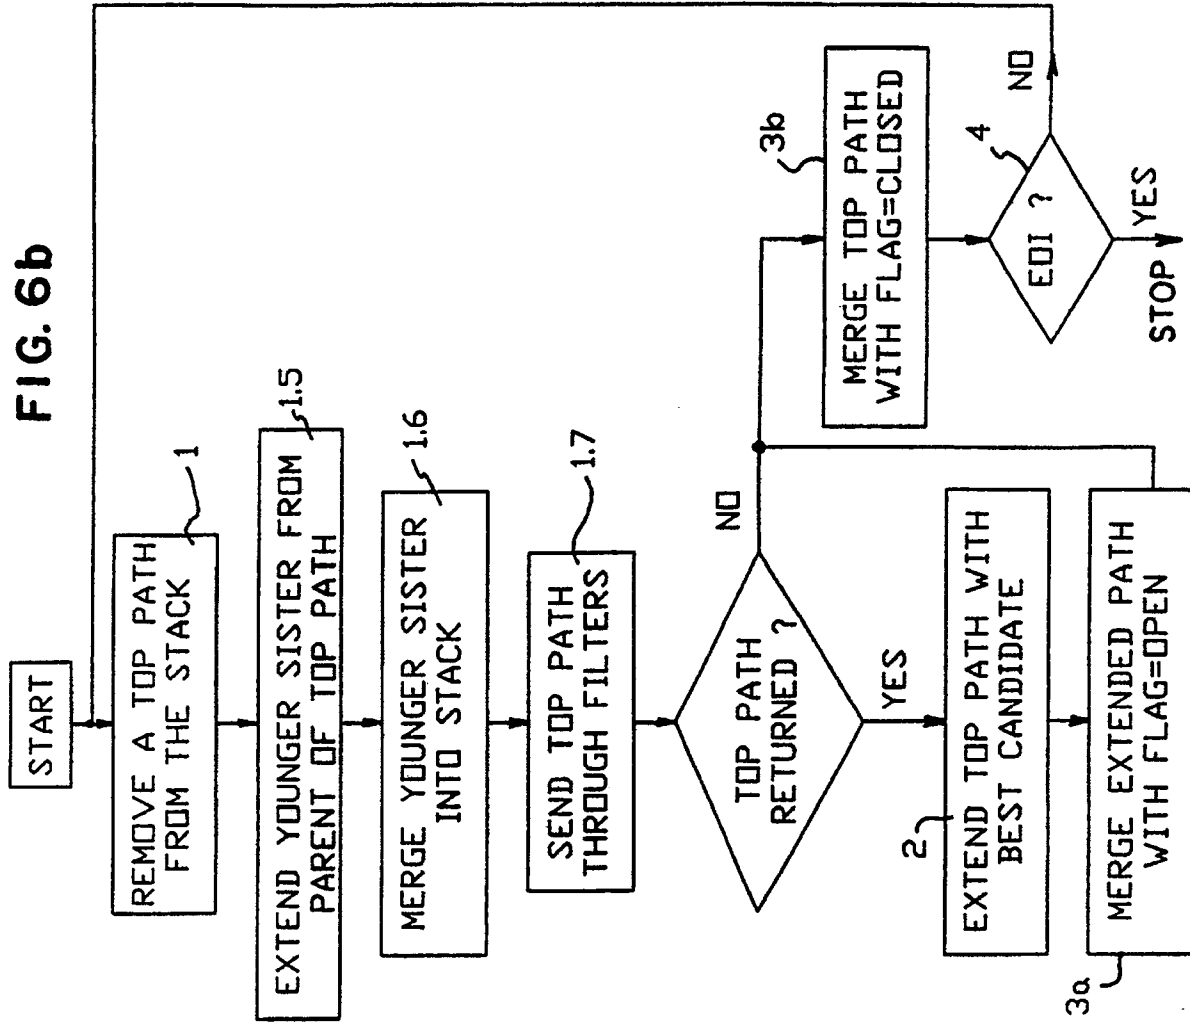 FIG. 6b
START
1
REMOVE A TOP PATH
FROM THE STACK
1.5
EXTEND YOUNGER SISTER FROM
PARENT OF TOP PATH
1.6
MERGE YOUNGER SISTER
INTO STACK
1.7
SEND TOP PATH
THROUGH FILTERS
TOP PATH
RETURNED ?
NO
YES
2
EXTEND TOP PATH WITH
BEST CANDIDATE
3a
MERGE EXTENDED PATH
WITH FLAG=OPEN
3b
MERGE TOP PATH
WITH FLAG=CLOSED
4
EOI ?
NO
STOP
YES